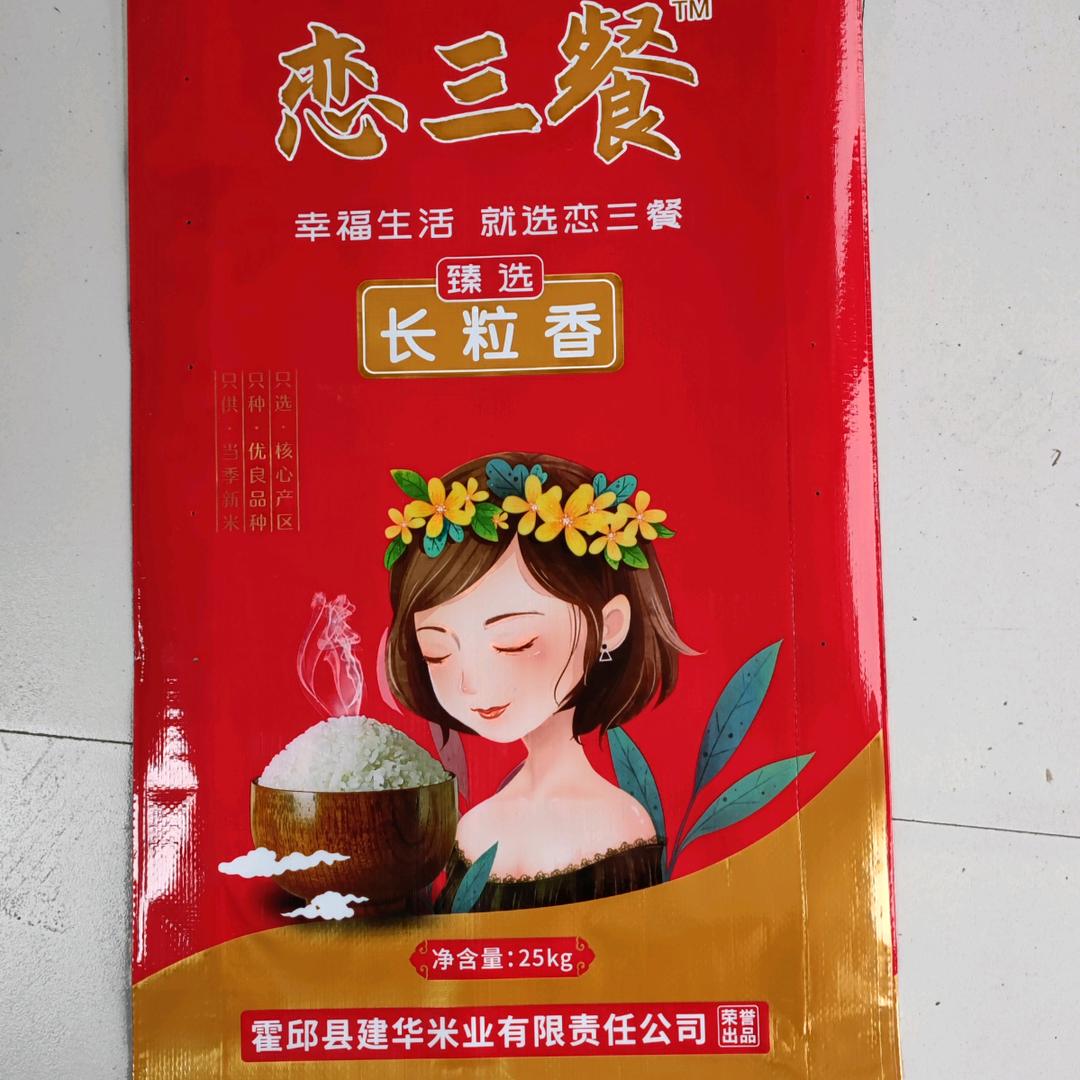 恋三餐TM
幸福生活 就选恋三餐
臻选
长粒香
只选·核心产区
只种·优良品种
只供·当季新米
净含量:25kg
霍邱县建华米业有限责任公司
荣誉
出品